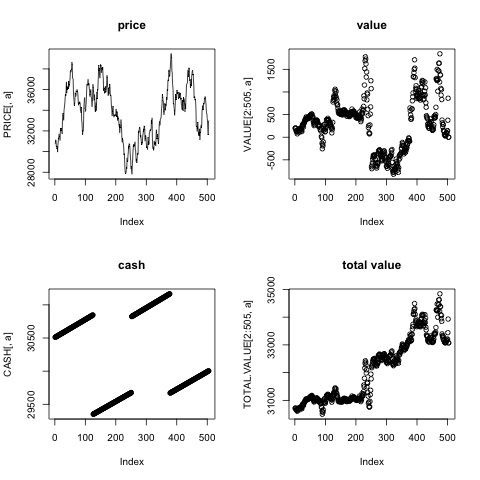 price
PRICE[, a]
28000 32000 36000
0 100 200 300 400 500
Index
value
VALUE[2:505, a]
-500 0 500 1500
0 100 200 300 400 500
Index
cash
CASH[, a]
29500 30500
0 100 200 300 400 500
Index
total value
TOTAL.VALUE[2:505, a]
31000 33000 35000
0 100 200 300 400 500
Index